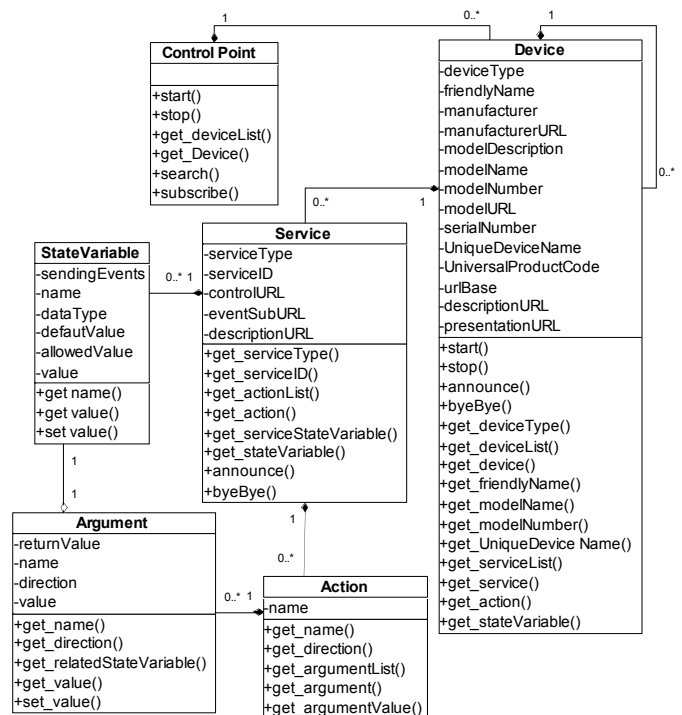 1
0..*
1
Control Point
+start()
+stop()
+get_deviceList()
+get_Device()
+search()
+subscribe()
Device
-deviceType
-friendlyName
-manufacturer
-manufacturerURL
-modelDescription
-modelName
-modelNumber
-modelURL
-serialNumber
-UniqueDeviceName
-UniversalProductCode
-urlBase
-descriptionURL
-presentationURL
+start()
+stop()
+announce()
+byeBye()
+get_deviceType()
+get_deviceList()
+get_device()
+get_friendlyName()
+get_modelName()
+get_modelNumber()
+get_UniqueDevice Name()
+get_serviceList()
+get_service()
+get_action()
+get_stateVariable()
0..*
0..*
1
Service
-serviceType
-serviceID
-controlURL
-eventSubURL
-descriptionURL
+get_serviceType()
+get_serviceID()
+get_actionList()
+get_action()
+get_serviceStateVariable()
+get_stateVariable()
+announce()
+byeBye()
StateVariable
-sendingEvents
-name
-dataType
-defautValue
-allowedValue
-value
+get name()
+get value()
+set value()
0..* 1
1
1
1
0..*
Argument
-returnValue
-name
-direction
-value
+get_name()
+get_direction()
+get_relatedStateVariable()
+get_value()
+set_value()
0..* 1
Action
-name
+get_name()
+get_direction()
+get_argumentList()
+get_argument()
+get_argumentValue()